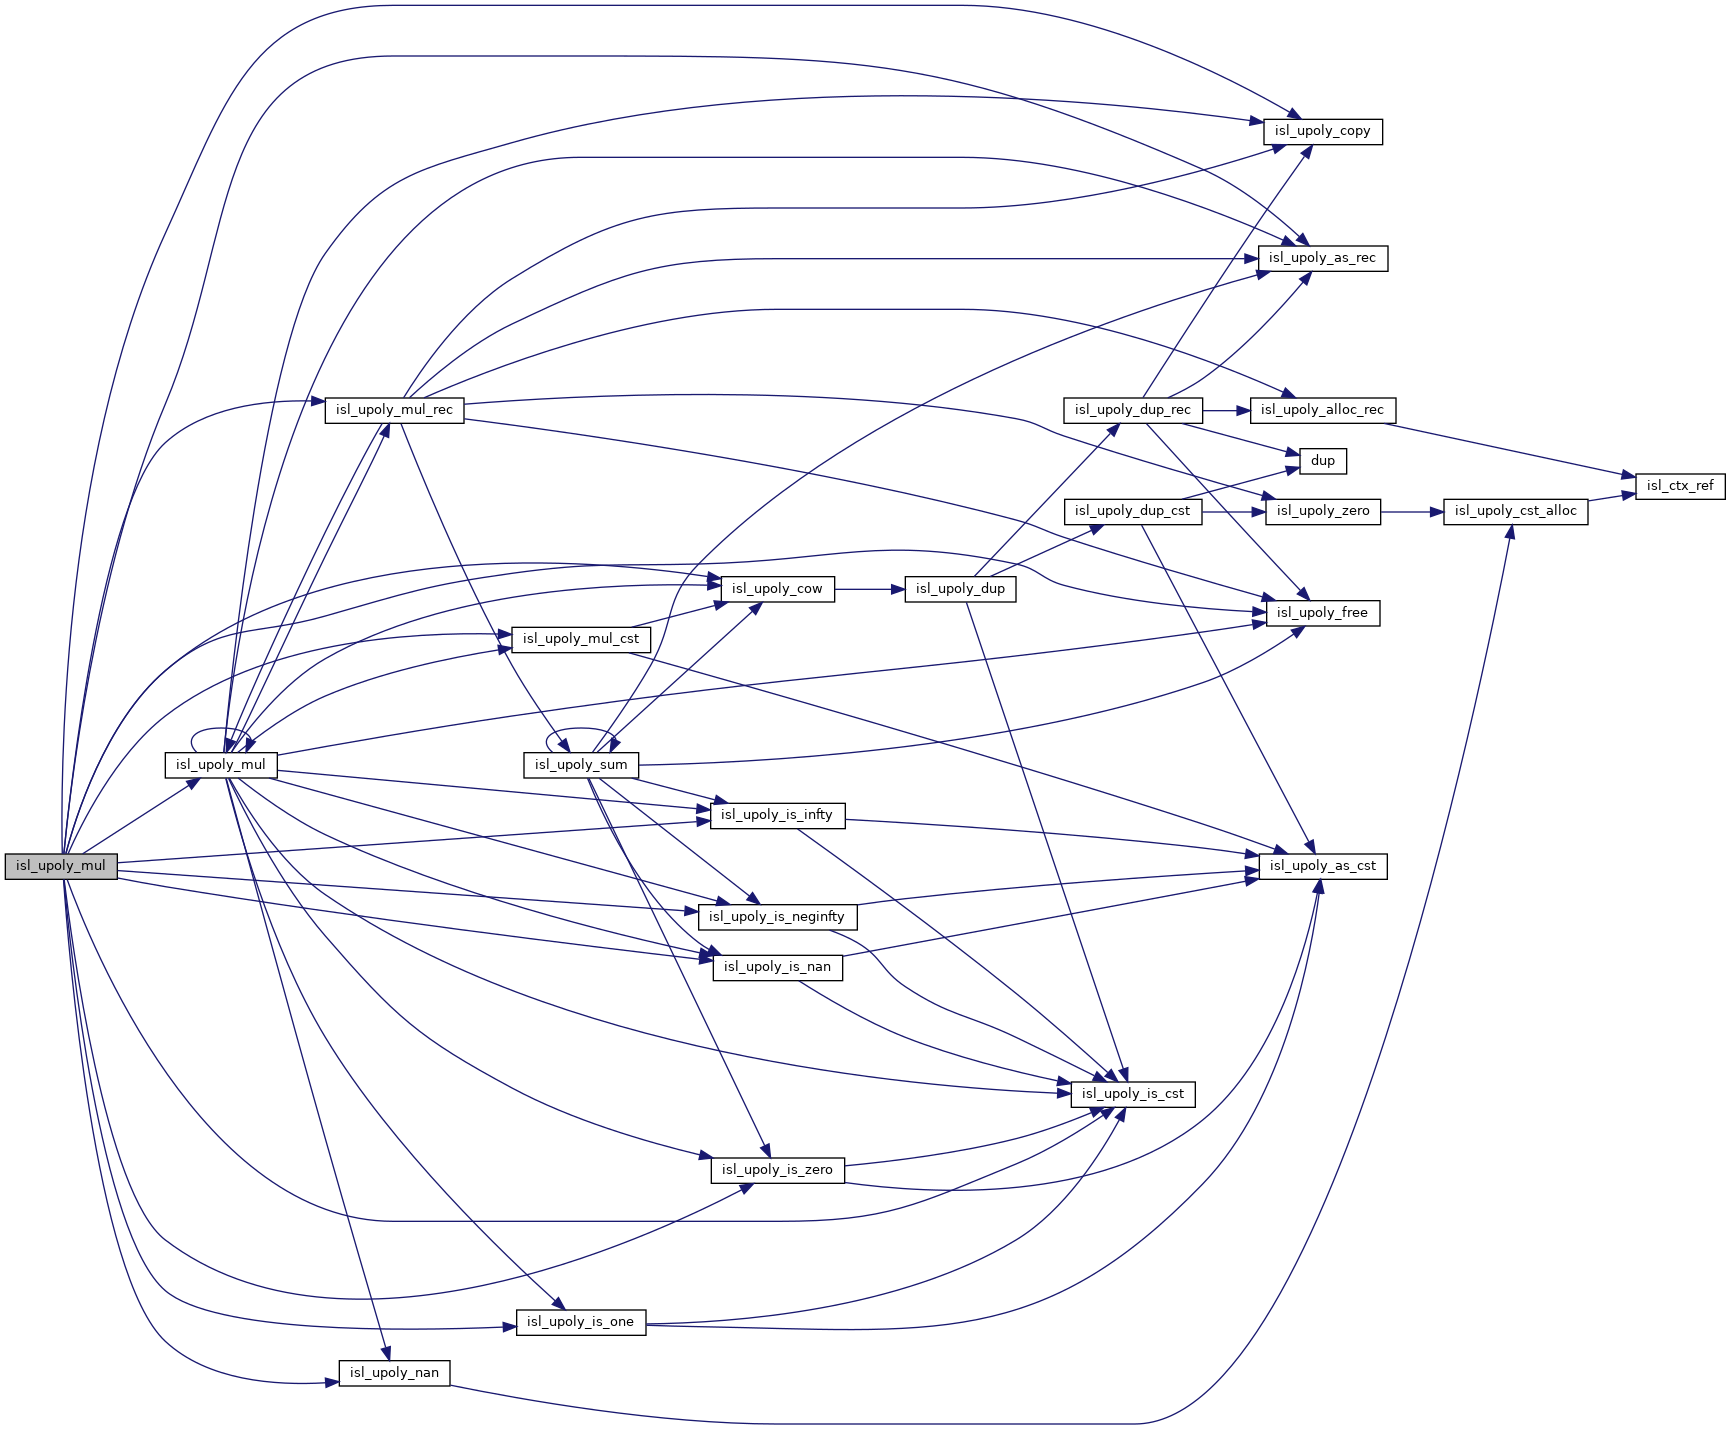 isl_upoly_copy
isl_upoly_as_rec
isl_upoly_mul_rec
isl_upoly_dup_rec
isl_upoly_alloc_rec
dup
isl_ctx_ref
isl_upoly_dup_cst
isl_upoly_zero
isl_upoly_cst_alloc
isl_upoly_cow
isl_upoly_dup
isl_upoly_free
isl_upoly_mul_cst
isl_upoly_mul
isl_upoly_sum
isl_upoly_is_infty
isl_upoly_mul
isl_upoly_as_cst
isl_upoly_is_neginfty
isl_upoly_is_nan
isl_upoly_is_cst
isl_upoly_is_zero
isl_upoly_is_one
isl_upoly_nan